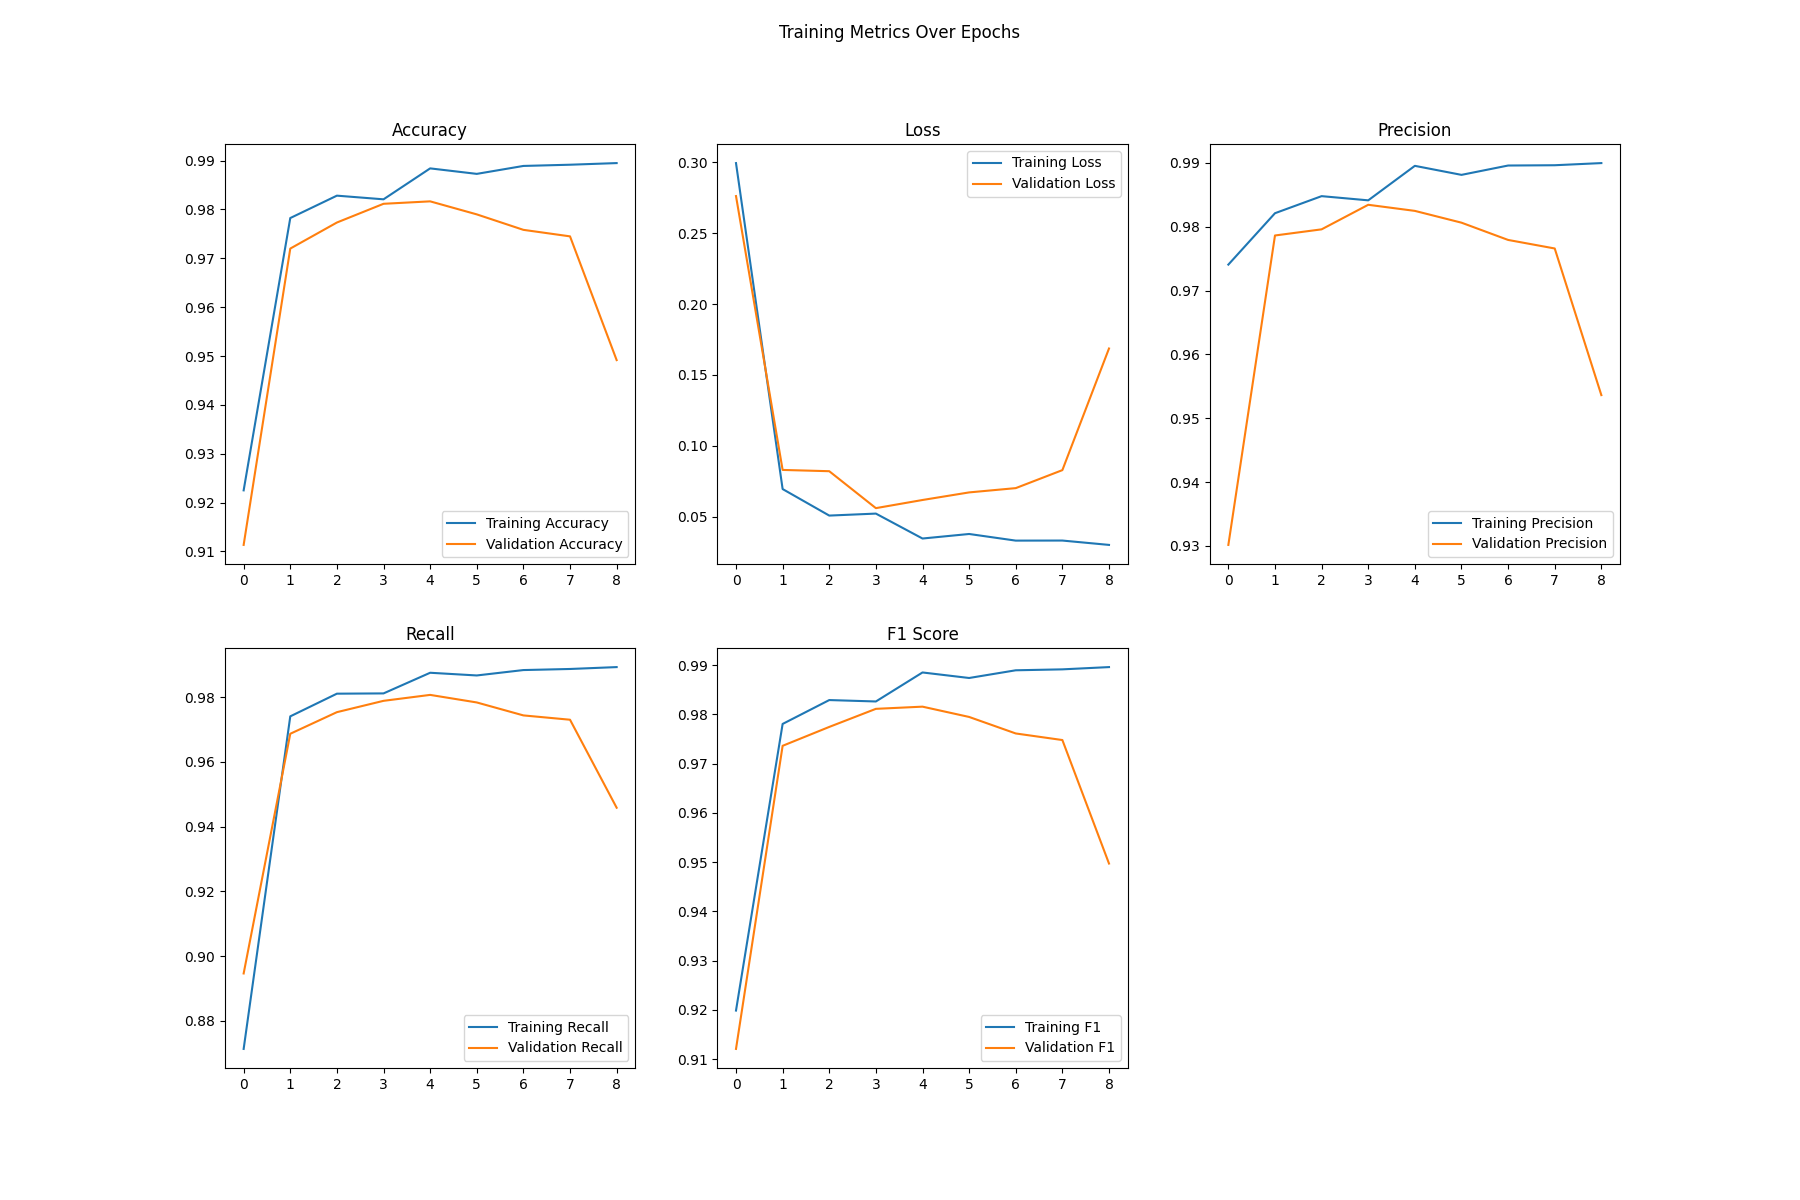 Training Metrics Over Epochs
Accuracy
0.99
0.98
0.97
0.96
0.95
0.94
0.93
0.92
0.91
0 1 2 3 4 5 6 7 8
Training Accuracy
Validation Accuracy
Loss
0.30
0.25
0.20
0.15
0.10
0.05
0 1 2 3 4 5 6 7 8
Training Loss
Validation Loss
Precision
0.99
0.98
0.97
0.96
0.95
0.94
0.93
0 1 2 3 4 5 6 7 8
Training Precision
Validation Precision
Recall
0.98
0.96
0.94
0.92
0.90
0.88
0 1 2 3 4 5 6 7 8
Training Recall
Validation Recall
F1 Score
0.99
0.98
0.97
0.96
0.95
0.94
0.93
0.92
0.91
0 1 2 3 4 5 6 7 8
Training F1
Validation F1